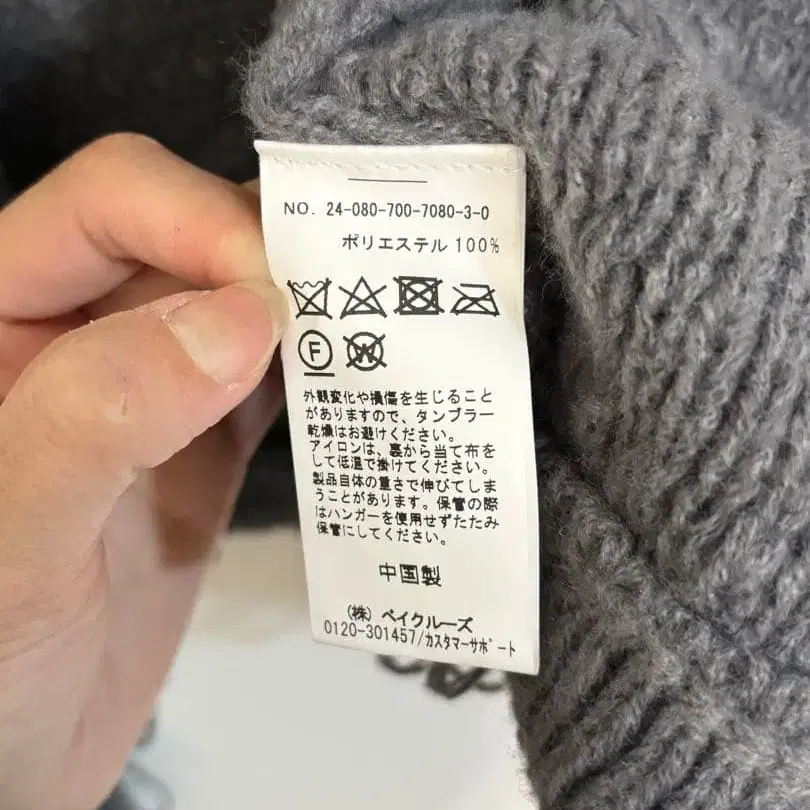 NO. 24-080-700-7080-3-0
ポリエステル 100%
F W
外観変化や損傷を生じること
がありますので、タンブラー
乾燥はお避けください。
アイロンは、裏から当て布を
して低温で掛けてください。
製品自体の重さで伸びてしま
うことがあります。保管の際
はハンガーを使用せずたたみ
保管にしてください。
中国製
(株) ベイクルーズ
0120-301457/カスタマーサポート